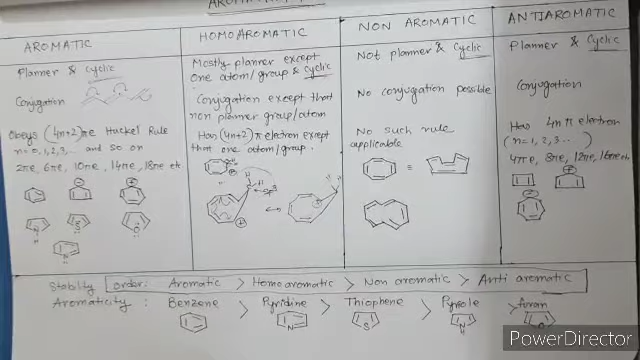 AROMATIC
Planner & Cyclic
Conjugation
Obeys (4n+2)πe Huckel Rule
n=0,1,2,3,... and so on
2πe, 6πe, 10πe, 14πe, 18πe etc
HOMOAROMATIC
Mostly planner except
one atom/group & Cyclic
Conjugation except that
non planner group/atom
Has (4n+2)π electron except
that one atom/group.
NON AROMATIC
Not planner & Cyclic
No conjugation possible
No such rule
applicable
ANTIAROMATIC
Planner & Cyclic
Conjugation
Has 4nπ electron
(n=1,2,3...)
4πe, 8πe, 12πe, 16πe etc
Stability order: Aromatic > Homoaromatic > Non aromatic > Anti aromatic
Aromaticity: Benzene > Pyridine > Thiophene > Pyrrole > furan
PowerDirector